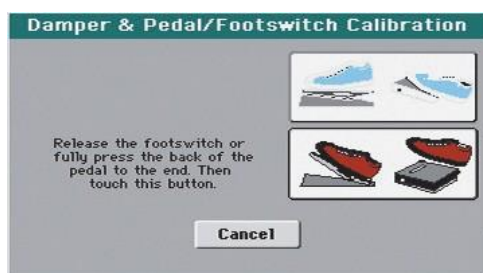 Damper & Pedal/Footswitch Calibration
Release the footswitch or
fully press the back of the
pedal to the end. Then
touch this button.
Cancel